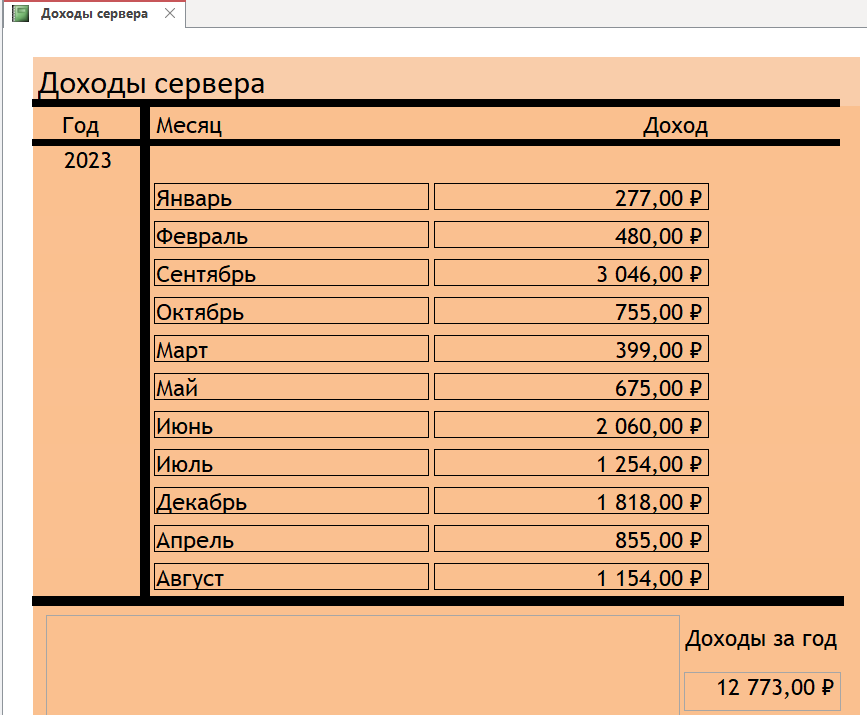 Доходы сервера
Доходы сервера
Год Месяц Доход
2023
Январь 277,00 ₽
Февраль 480,00 ₽
Сентябрь 3 046,00 ₽
Октябрь 755,00 ₽
Март 399,00 ₽
Май 675,00 ₽
Июнь 2 060,00 ₽
Июль 1 254,00 ₽
Декабрь 1 818,00 ₽
Апрель 855,00 ₽
Август 1 154,00 ₽
Доходы за год
12 773,00 ₽